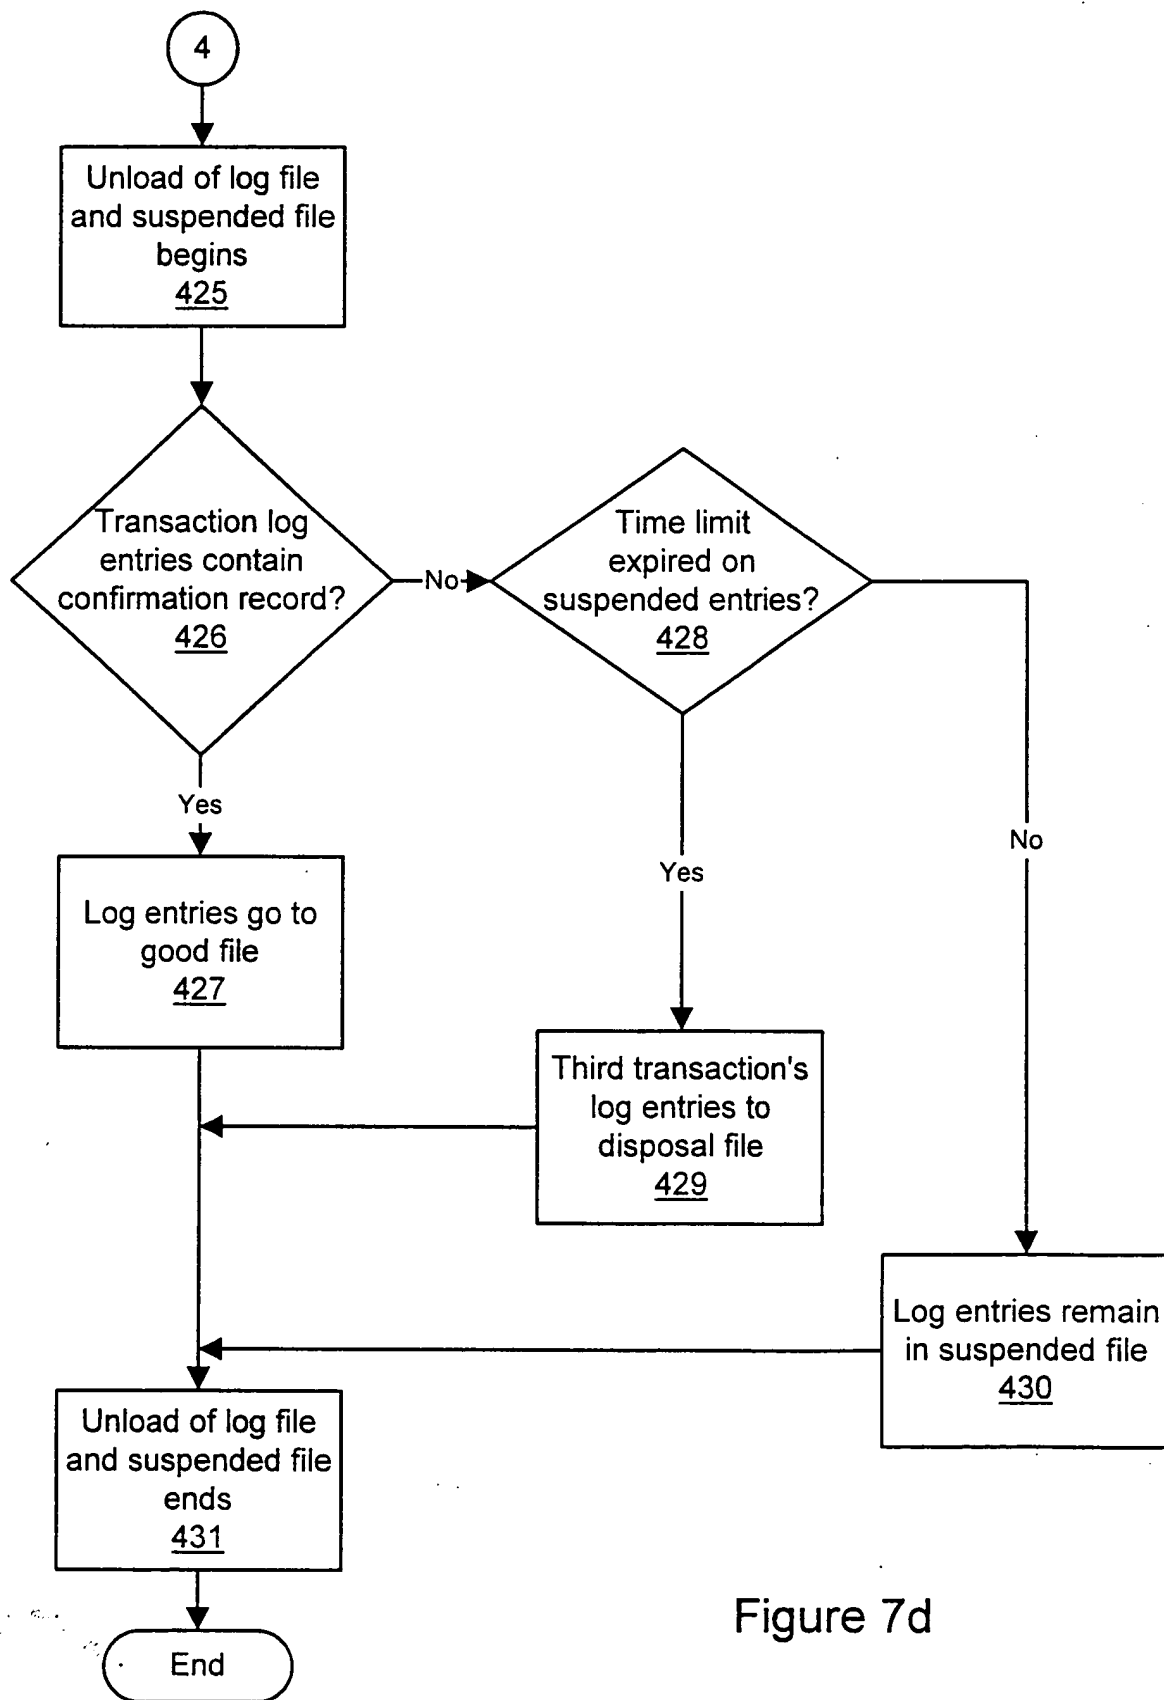 4
Unload of log file
and suspended file
begins
425
Transaction log
entries contain
confirmation record?
426
No
Time limit
expired on
suspended entries?
428
Yes
Yes
No
Log entries go to
good file
427
Third transaction's
log entries to
disposal file
429
Log entries remain
in suspended file
430
Unload of log file
and suspended file
ends
431
End
Figure 7d